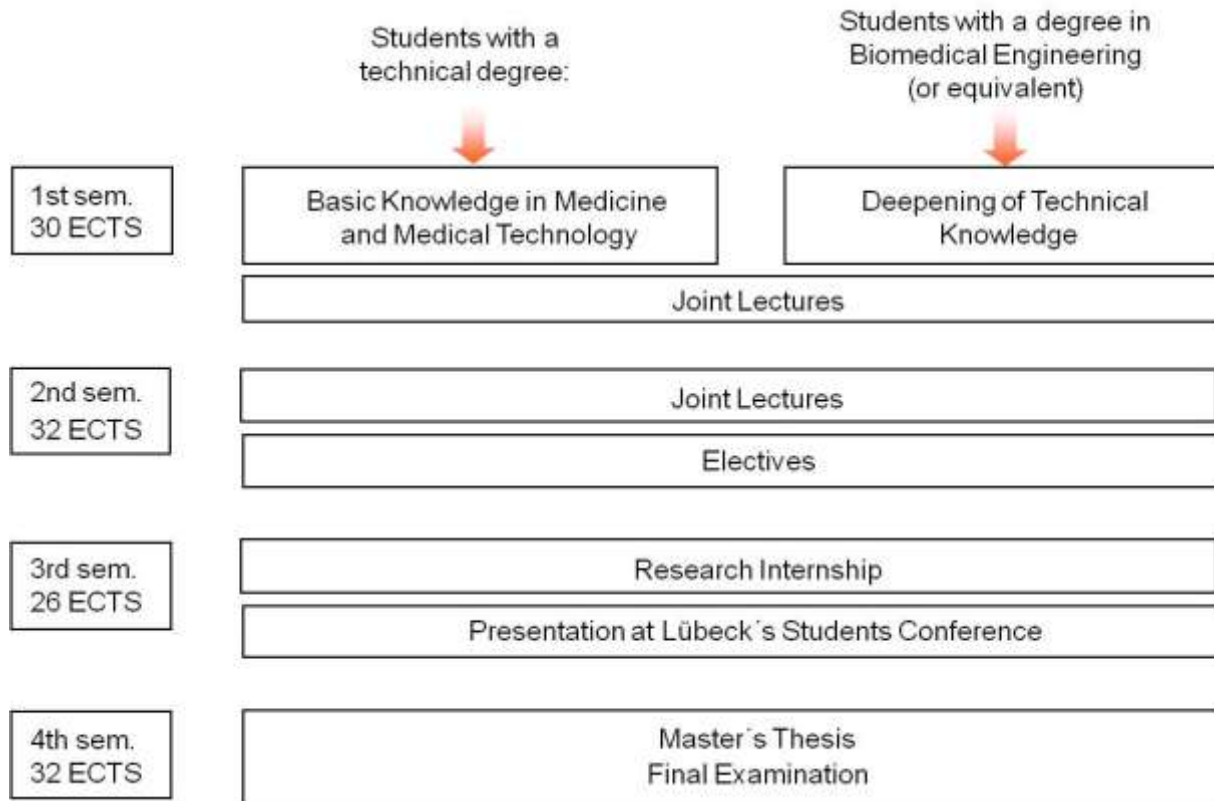 Students with a
technical degree:
Students with a degree in
Biomedical Engineering
(or equivalent)
1st sem.
30 ECTS
Basic Knowledge in Medicine
and Medical Technology
Deepening of Technical
Knowledge
Joint Lectures
2nd sem.
32 ECTS
Joint Lectures
Electives
3rd sem.
26 ECTS
Research Internship
Presentation at Lübeck´s Students Conference
4th sem.
32 ECTS
Master´s Thesis
Final Examination